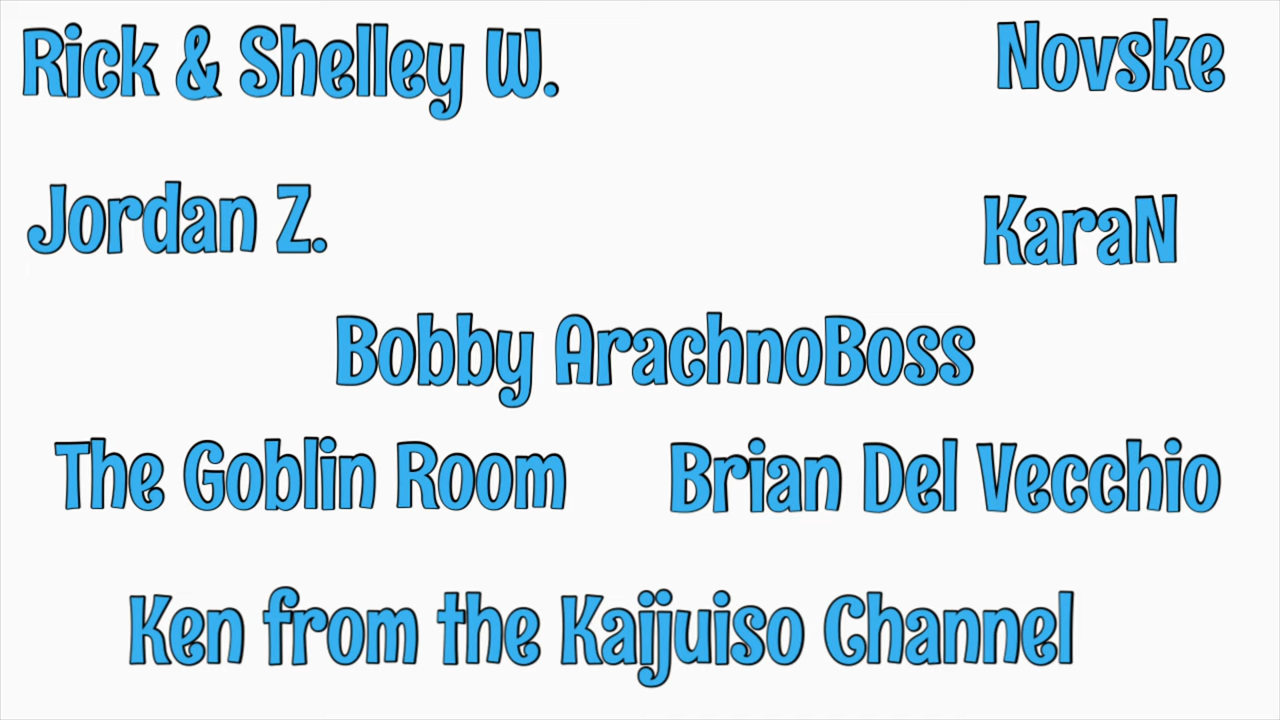 Rick & Shelley W.
Novske
Jordan Z.
KaraN
Bobby ArachnoBoss
The Goblin Room
Brian Del Vecchio
Ken from the Kaijuiso Channel